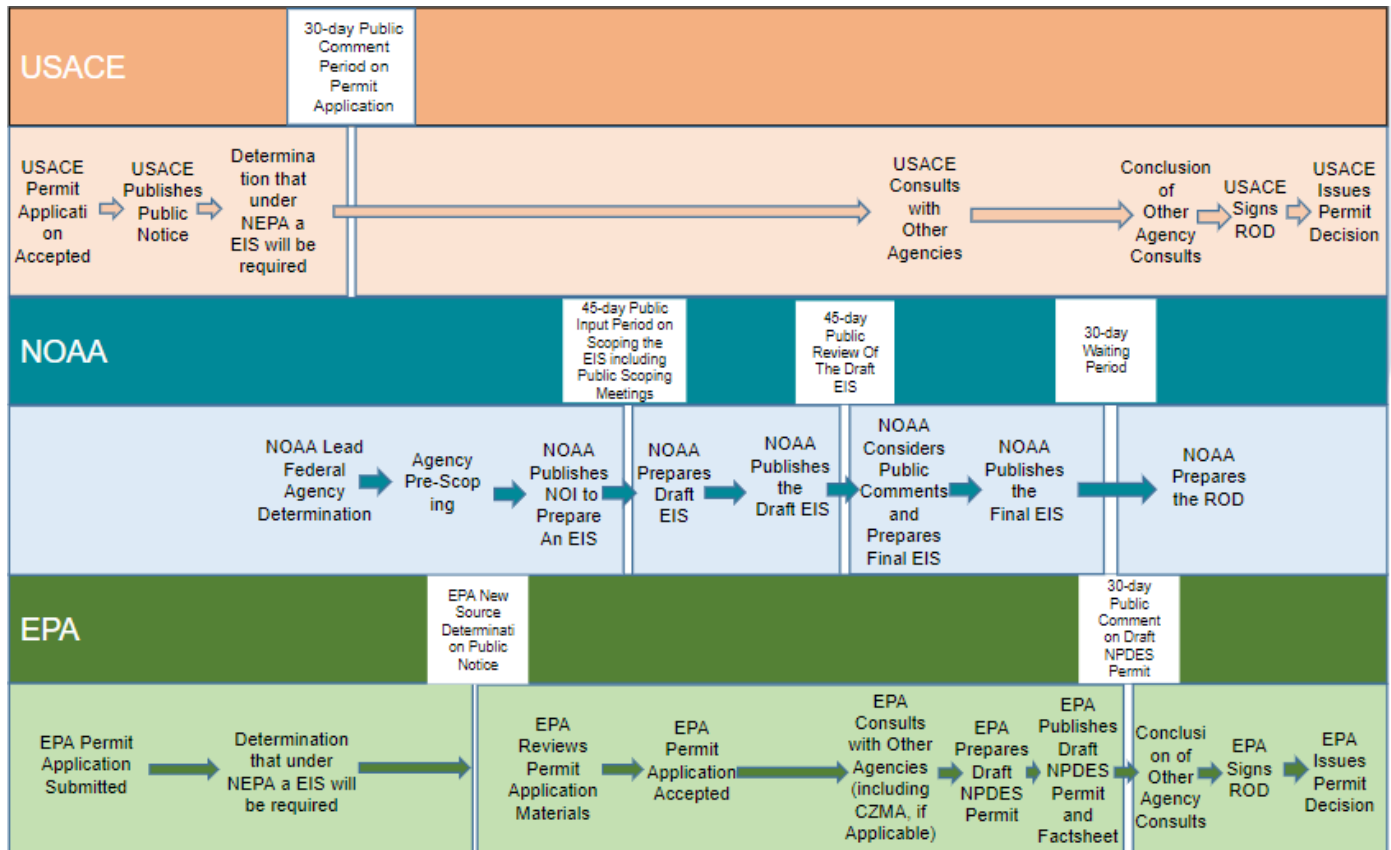 30-day Public
Comment
Period on
Permit
Application
USACE
USACE
Permit
Applicati
on
Accepted
USACE
Publishes
Public
Notice
Determina
tion that
under
NEPA a
EIS will be
required
USACE
Consults
with
Other
Agencies
Conclusion
of
Other
Agency
Consults
USACE
Signs
ROD
USACE
Issues
Permit
Decision
NOAA
45-day Public
Input Period on
Scoping the
EIS including
Public Scoping
Meetings
45-day
Public
Review Of
The Draft
EIS
30-day
Waiting
Period
NOAA Lead
Federal
Agency
Determination
Agency
Pre-Scop
ing
NOAA
Publishes
NOI to
Prepare
An EIS
NOAA
Prepares
Draft
EIS
NOAA
Publishes
the
Draft EIS
NOAA
Considers
Public
Comments
and
Prepares
Final EIS
NOAA
Publishes
the
Final EIS
NOAA
Prepares
the ROD
EPA
EPA New
Source
Determinati
on Public
Notice
30-day
Public
Comment
on Draft
NPDES
Permit
EPA Permit
Application
Submitted
Determination
that under
NEPA a EIS will
be required
EPA
Reviews
Permit
Application
Materials
EPA
Permit
Application
Accepted
EPA
Consults
with Other
Agencies
(including
CZMA, if
Applicable)
EPA
Prepares
Draft
NPDES
Permit
EPA
Publishes
Draft
NPDES
Permit
and
Factsheet
Conclusi
on of
Other
Agency
Consults
EPA
Signs
ROD
EPA
Issues
Permit
Decision